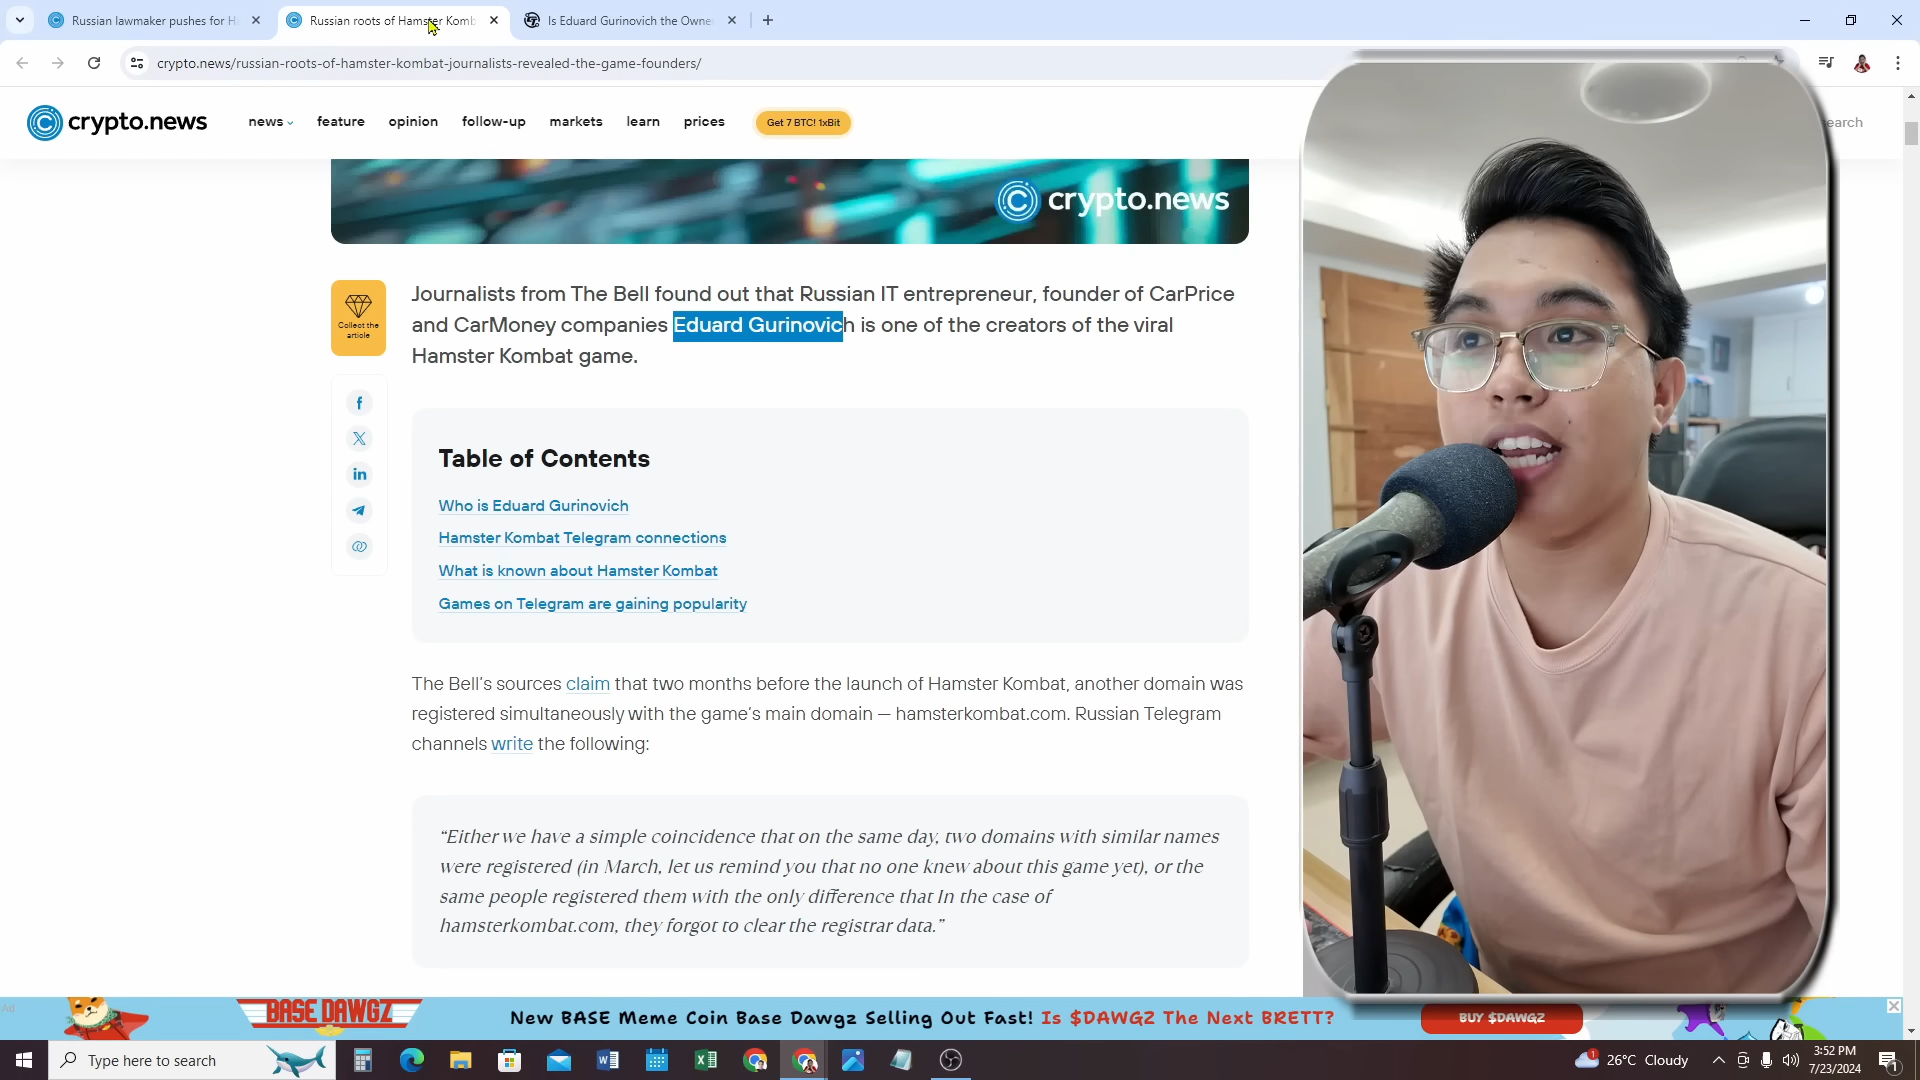 Russian lawmaker pushes for H
Russian roots of Hamster Komb
Is Eduard Gurinovich the Owne
crypto.news/russian-roots-of-hamster-kombat-journalists-revealed-the-game-founders/
crypto.news
news
feature
opinion
follow-up
markets
learn
prices
Get 7 BTC! 1xBit
earch
crypto.news
Collect the
article
Journalists from The Bell found out that Russian IT entrepreneur, founder of CarPrice
and CarMoney companies Eduard Gurinovich is one of the creators of the viral
Hamster Kombat game.
Table of Contents
Who is Eduard Gurinovich
Hamster Kombat Telegram connections
What is known about Hamster Kombat
Games on Telegram are gaining popularity
The Bell’s sources claim that two months before the launch of Hamster Kombat, another domain was
registered simultaneously with the game’s main domain — hamsterkombat.com. Russian Telegram
channels write the following:
“Either we have a simple coincidence that on the same day, two domains with similar names
were registered (in March, let us remind you that no one knew about this game yet), or the
same people registered them with the only difference that In the case of
hamsterkombat.com, they forgot to clear the registrar data.”
Ad
BASE DAWGZ
New BASE Meme Coin Base Dawgz Selling Out Fast! Is $DAWGZ The Next BRETT?
BUY $DAWGZ
Type here to search
1
26°C Cloudy
3:52 PM
7/23/2024
1